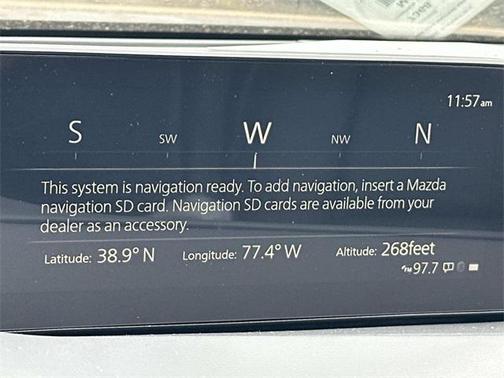 11:57am
S SW W NW N
This system is navigation ready. To add navigation, insert a Mazda
navigation SD card. Navigation SD cards are available from your
dealer as an accessory.
Latitude: 38.9° N Longitude: 77.4° W Altitude: 268feet
FM 97.7